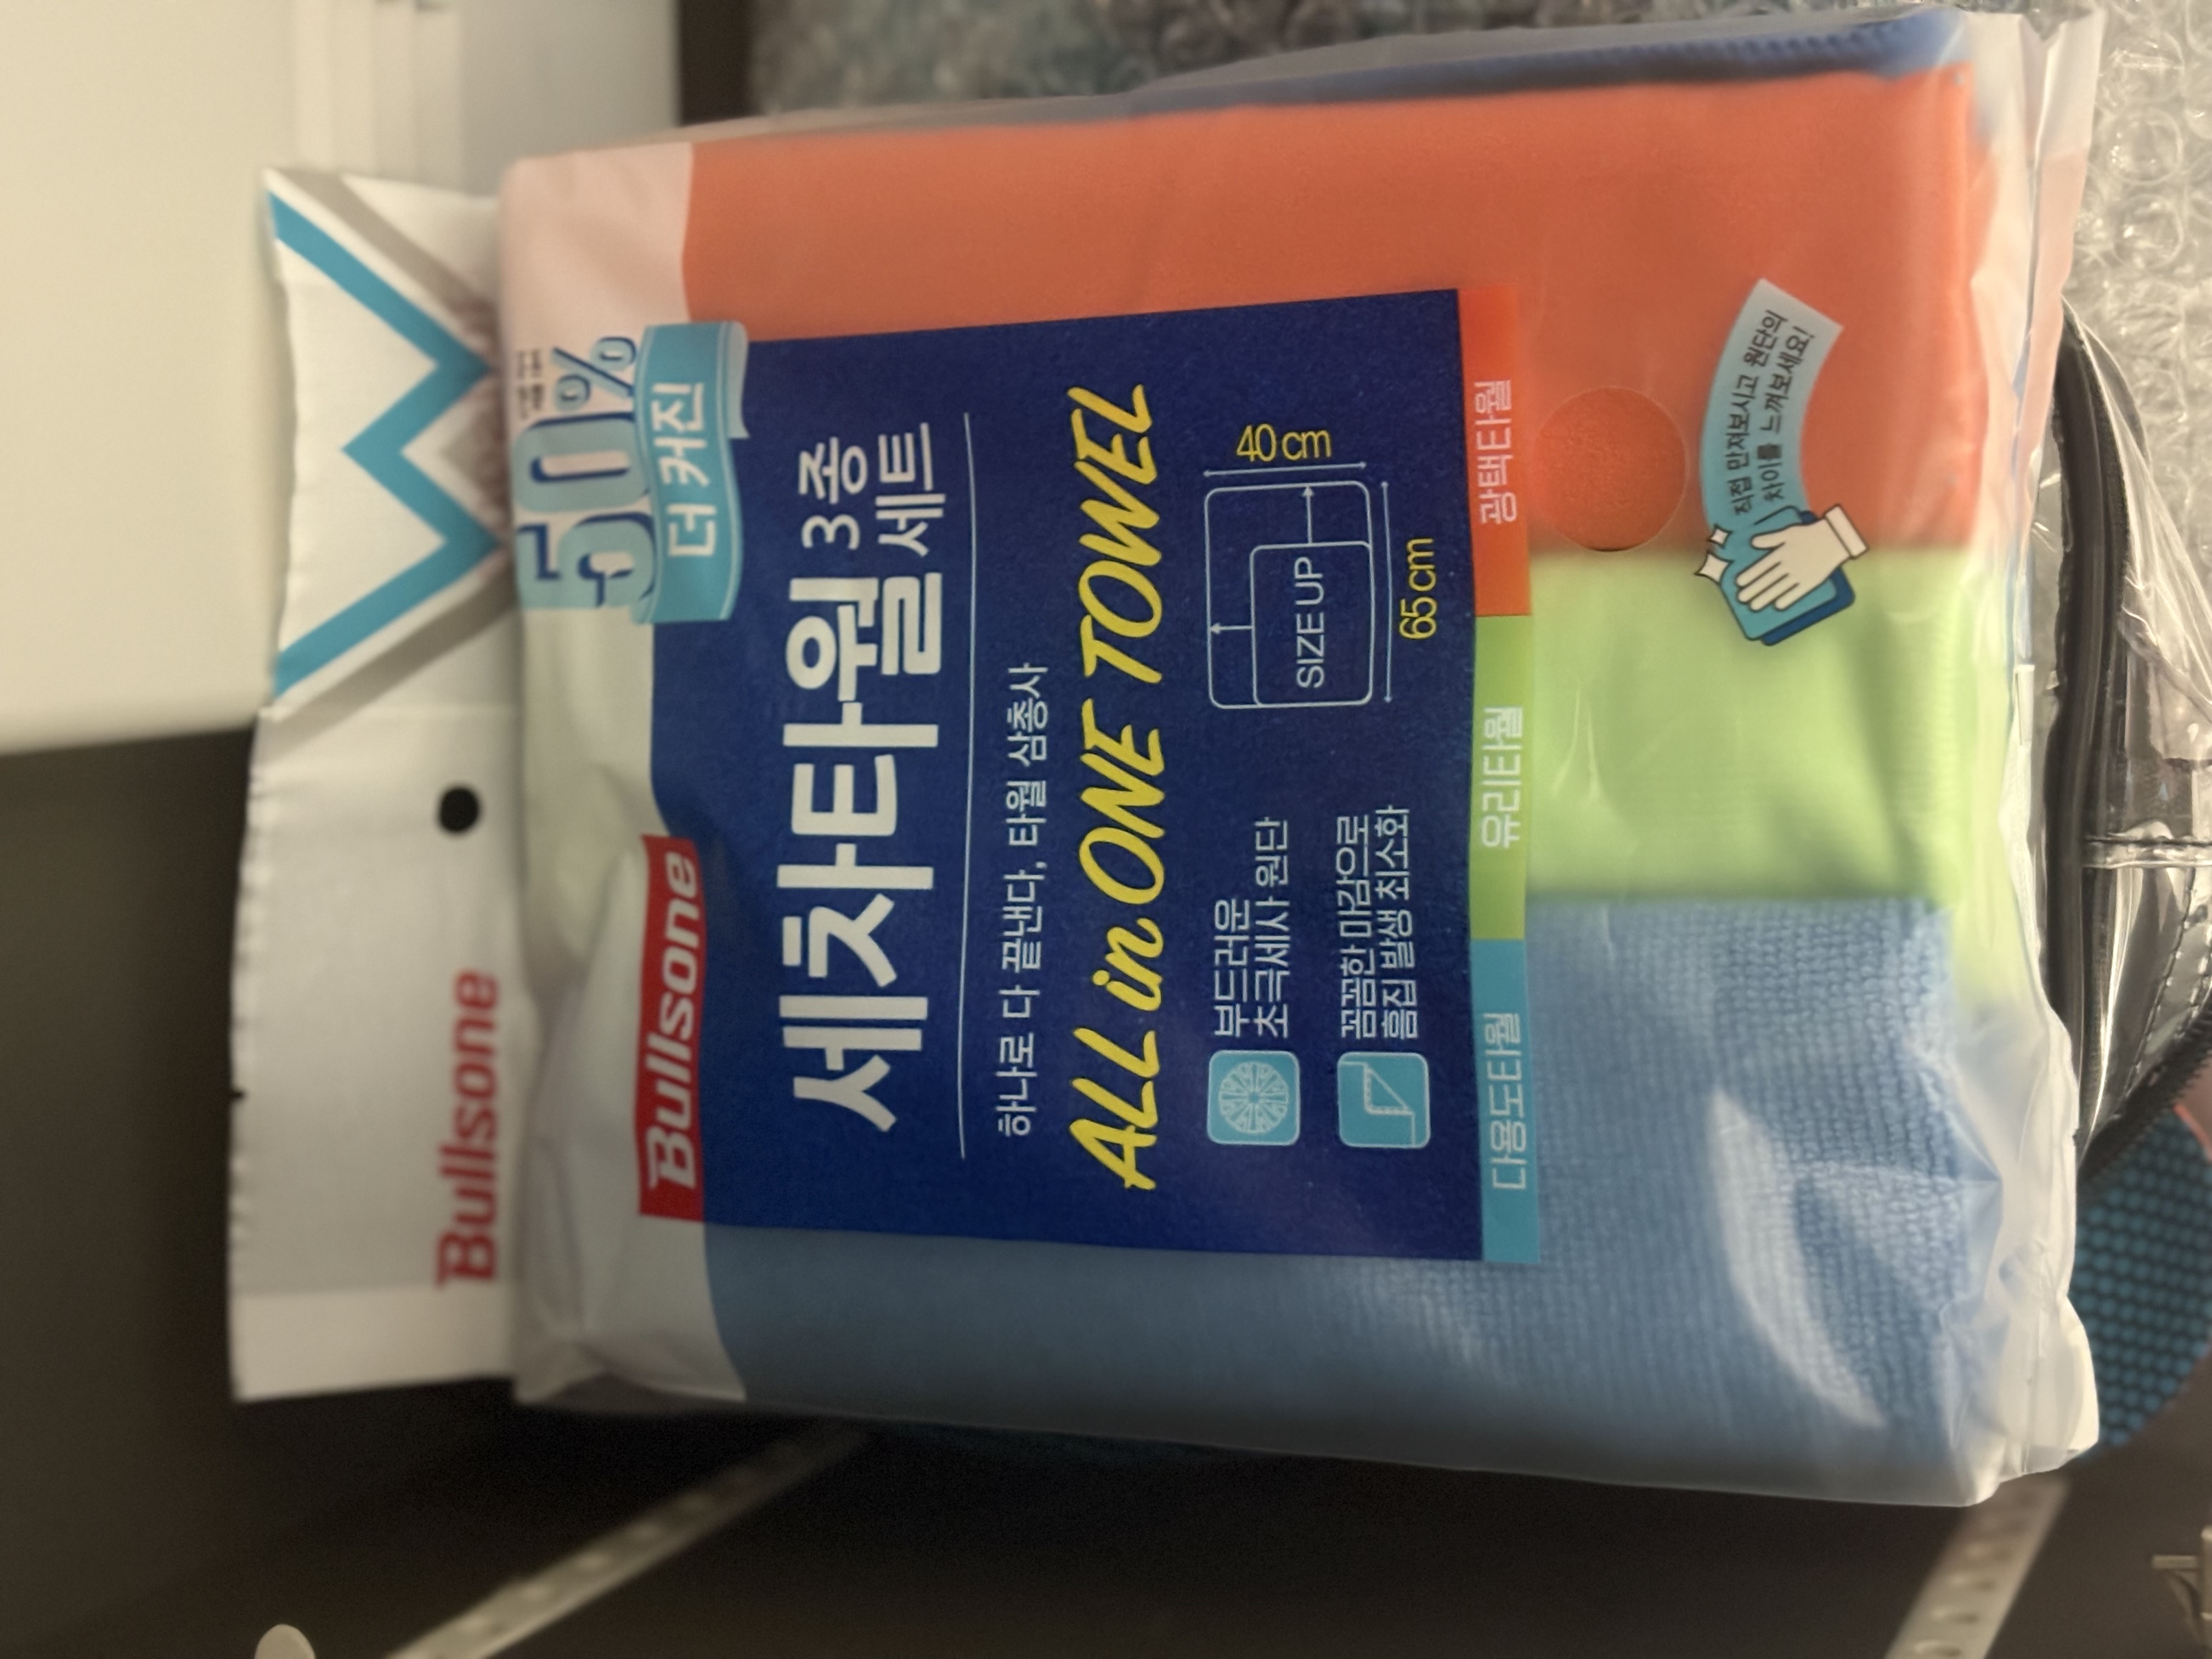 Bullsone
50%
더 커진
Bullsone
세차타월 3종
세트
하나로 다 끝낸다, 타월 삼총사
ALL in ONE TOWEL
부드러운
초극세사 원단
꼼꼼한 마감으로
흠집 발생 최소화
SIZE UP
40 cm
65 cm
다용도타월
유리타월
광택타월
직접 만져보시고 원단의
차이를 느껴보세요!